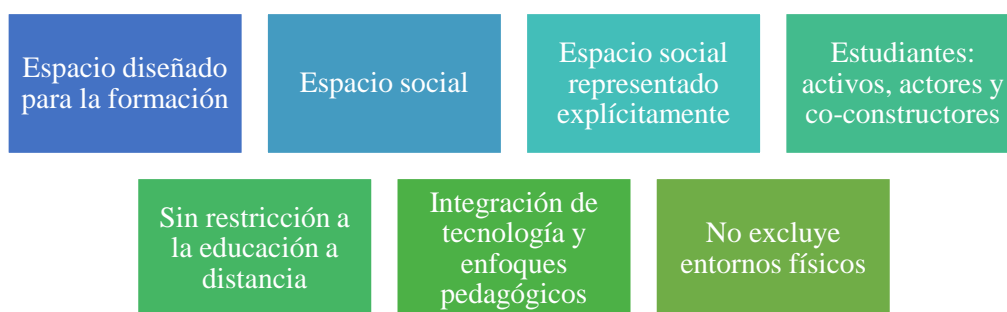 Espacio diseñado
para la formación
Espacio social
Espacio social
representado
explícitamente
Estudiantes:
activos, actores y
co-constructores
Sin restricción a
la educación a
distancia
Integración de
tecnología y
enfoques
pedagógicos
No excluye
entornos físicos